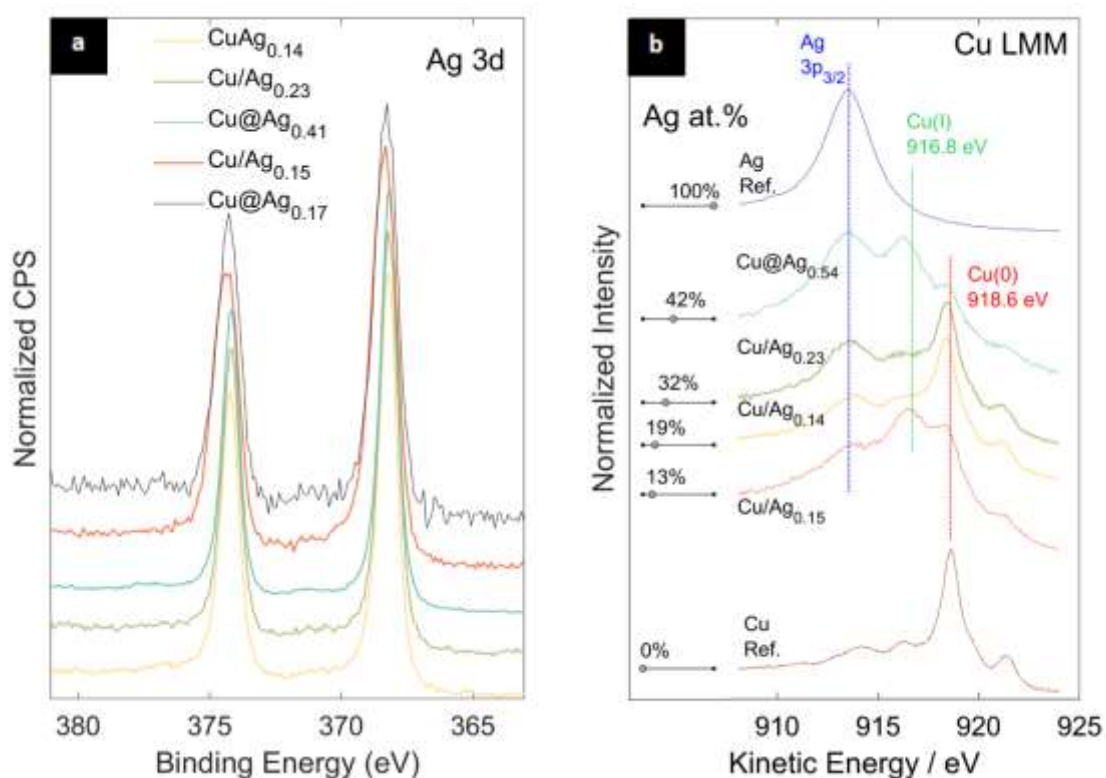 a
CuAg0.14
Cu/Ag0.23
Cu@Ag0.41
Cu/Ag0.15
Cu@Ag0.17
Ag 3d
Normalized CPS
380
375
370
365
Binding Energy (eV)
b
Cu LMM
Ag
3p3/2
Ag at.%
Cu(I)
916.8 eV
Ag
Ref.
100%
Cu@Ag0.54
Cu(0)
918.6 eV
42%
Cu/Ag0.23
32%
Cu/Ag0.14
19%
13%
Cu/Ag0.15
Cu
Ref.
0%
Normalized Intensity
910
915
920
925
Kinetic Energy / eV